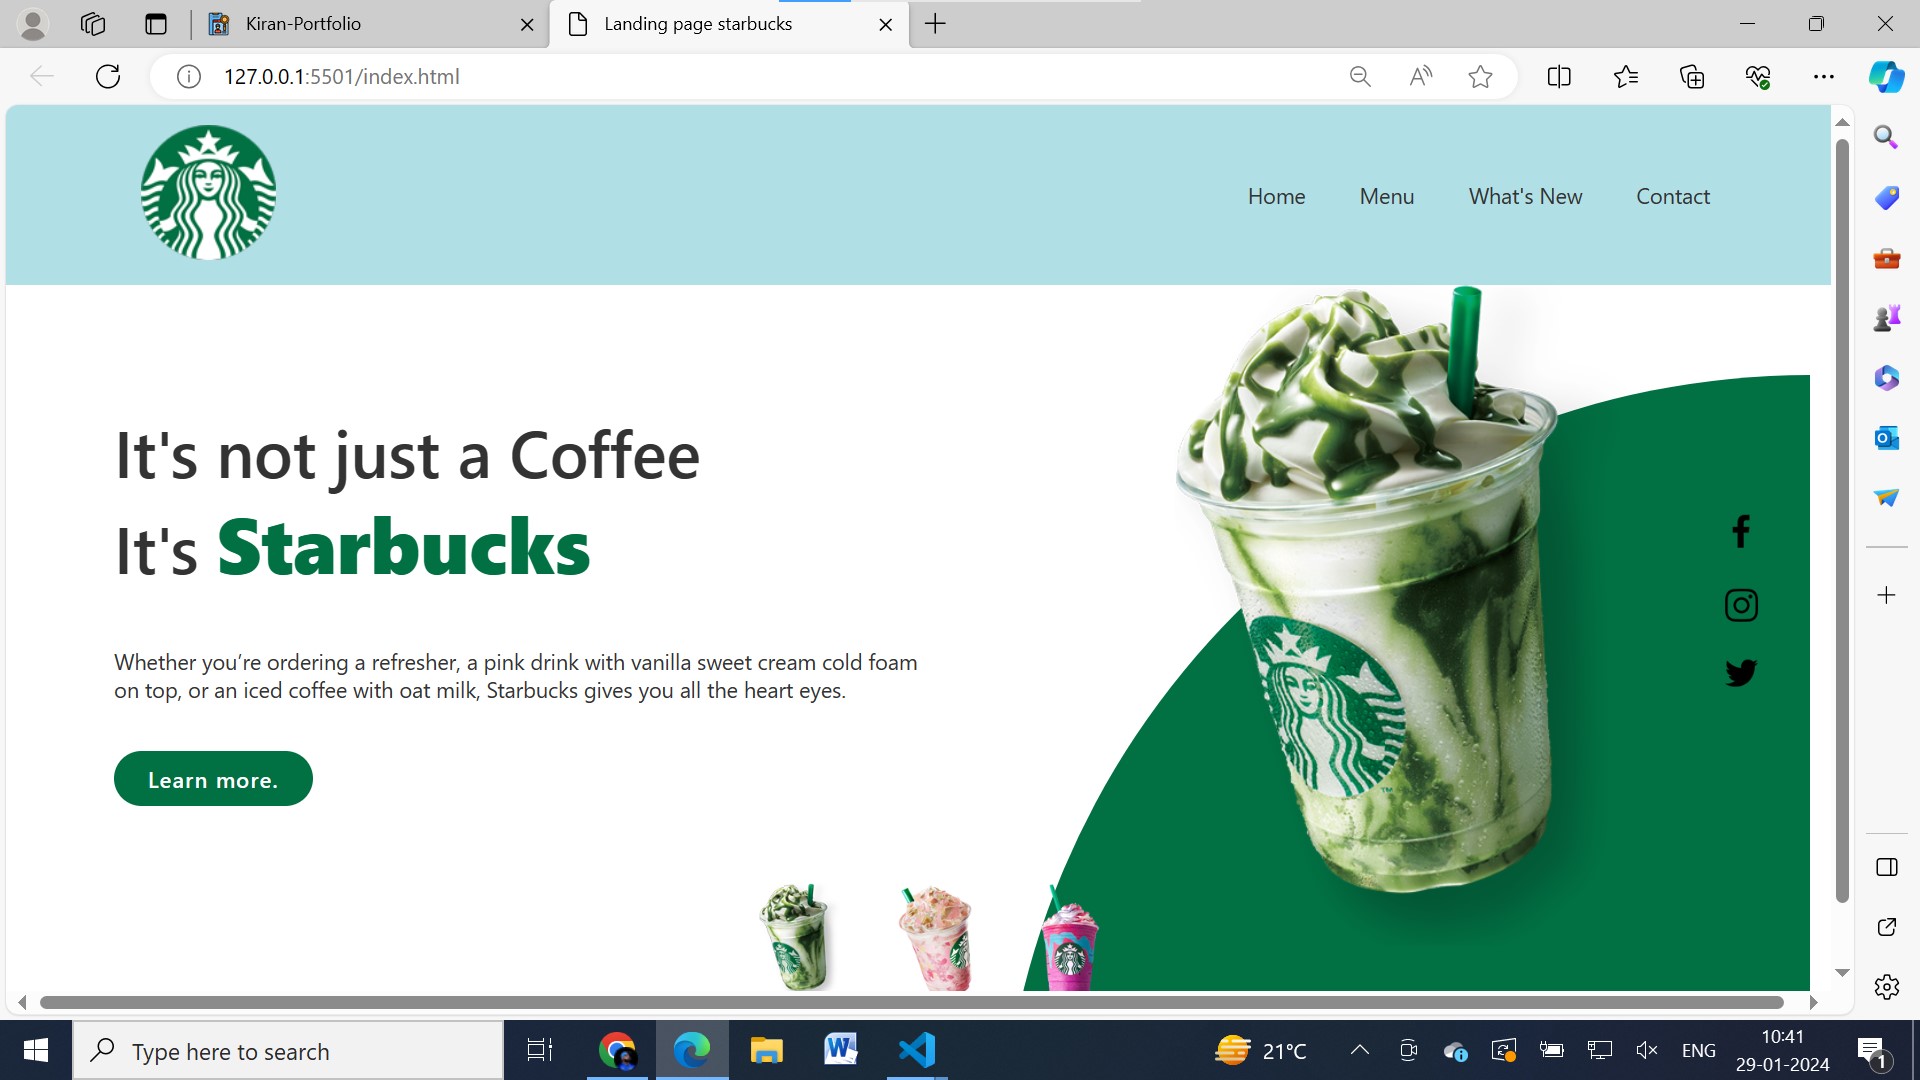 Kiran-Portfolio
Landing page starbucks
127.0.0.1:5501/index.html
Home
Menu
What's New
Contact
It's not just a Coffee
It's Starbucks
Whether you’re ordering a refresher, a pink drink with vanilla sweet cream cold foam
on top, or an iced coffee with oat milk, Starbucks gives you all the heart eyes.
Learn more.
TM
Type here to search
21°C
ENG
10:41
29-01-2024
1